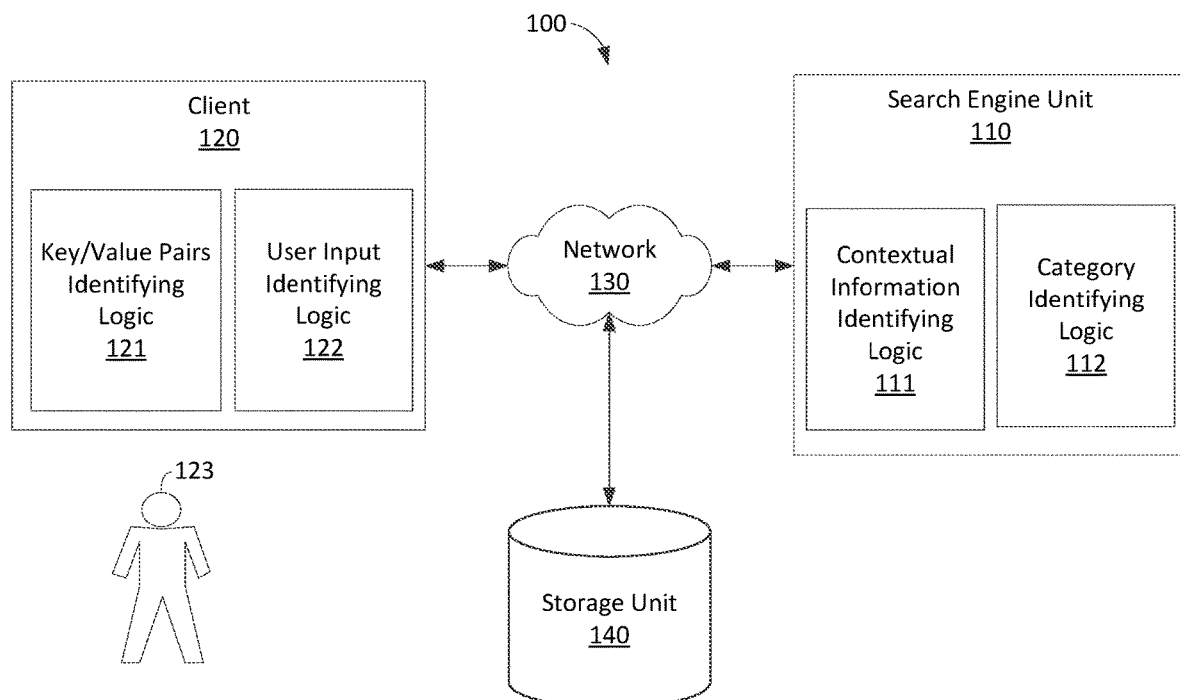 100
Client
120
Key/Value Pairs
Identifying
Logic
121
User Input
Identifying
Logic
122
Network
130
Search Engine Unit
110
Contextual
Information
Identifying
Logic
111
Category
Identifying
Logic
112
123
Storage Unit
140